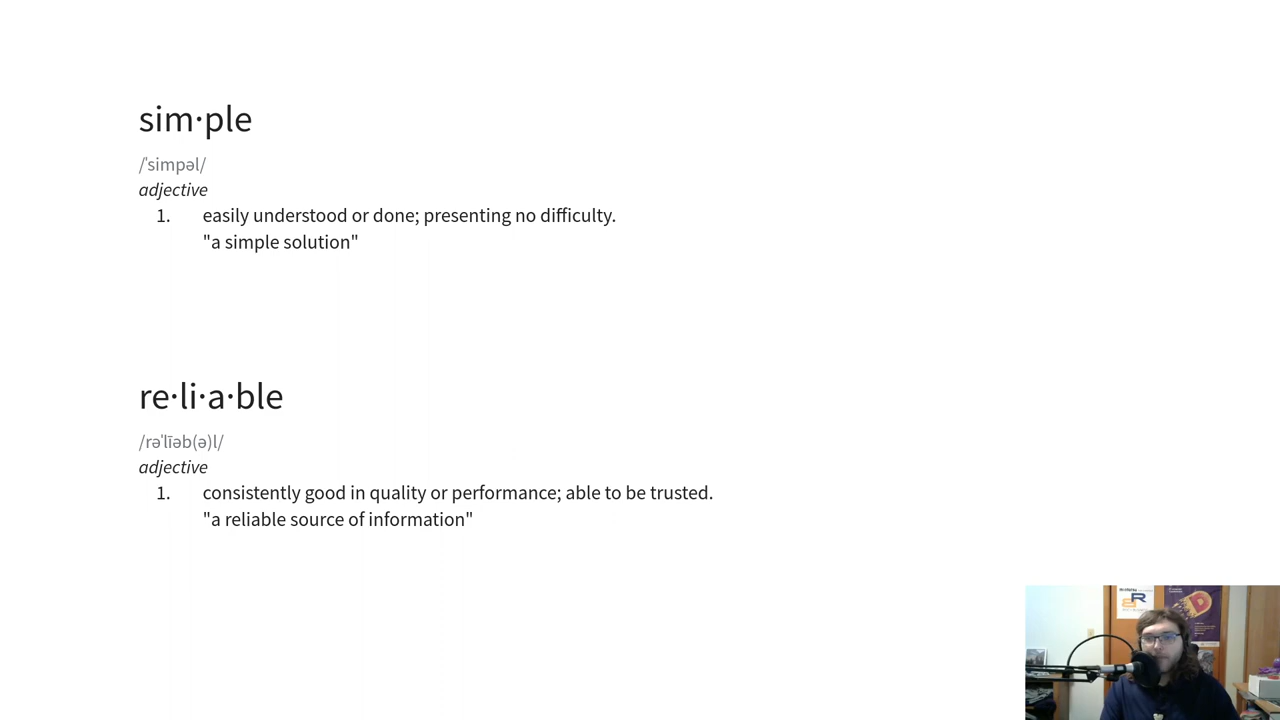 sim·ple
/ˈsimpəl/
adjective
1. easily understood or done; presenting no difficulty.
"a simple solution"
re·li·a·ble
/rəˈlīəb(ə)l/
adjective
1. consistently good in quality or performance; able to be trusted.
"a reliable source of information"